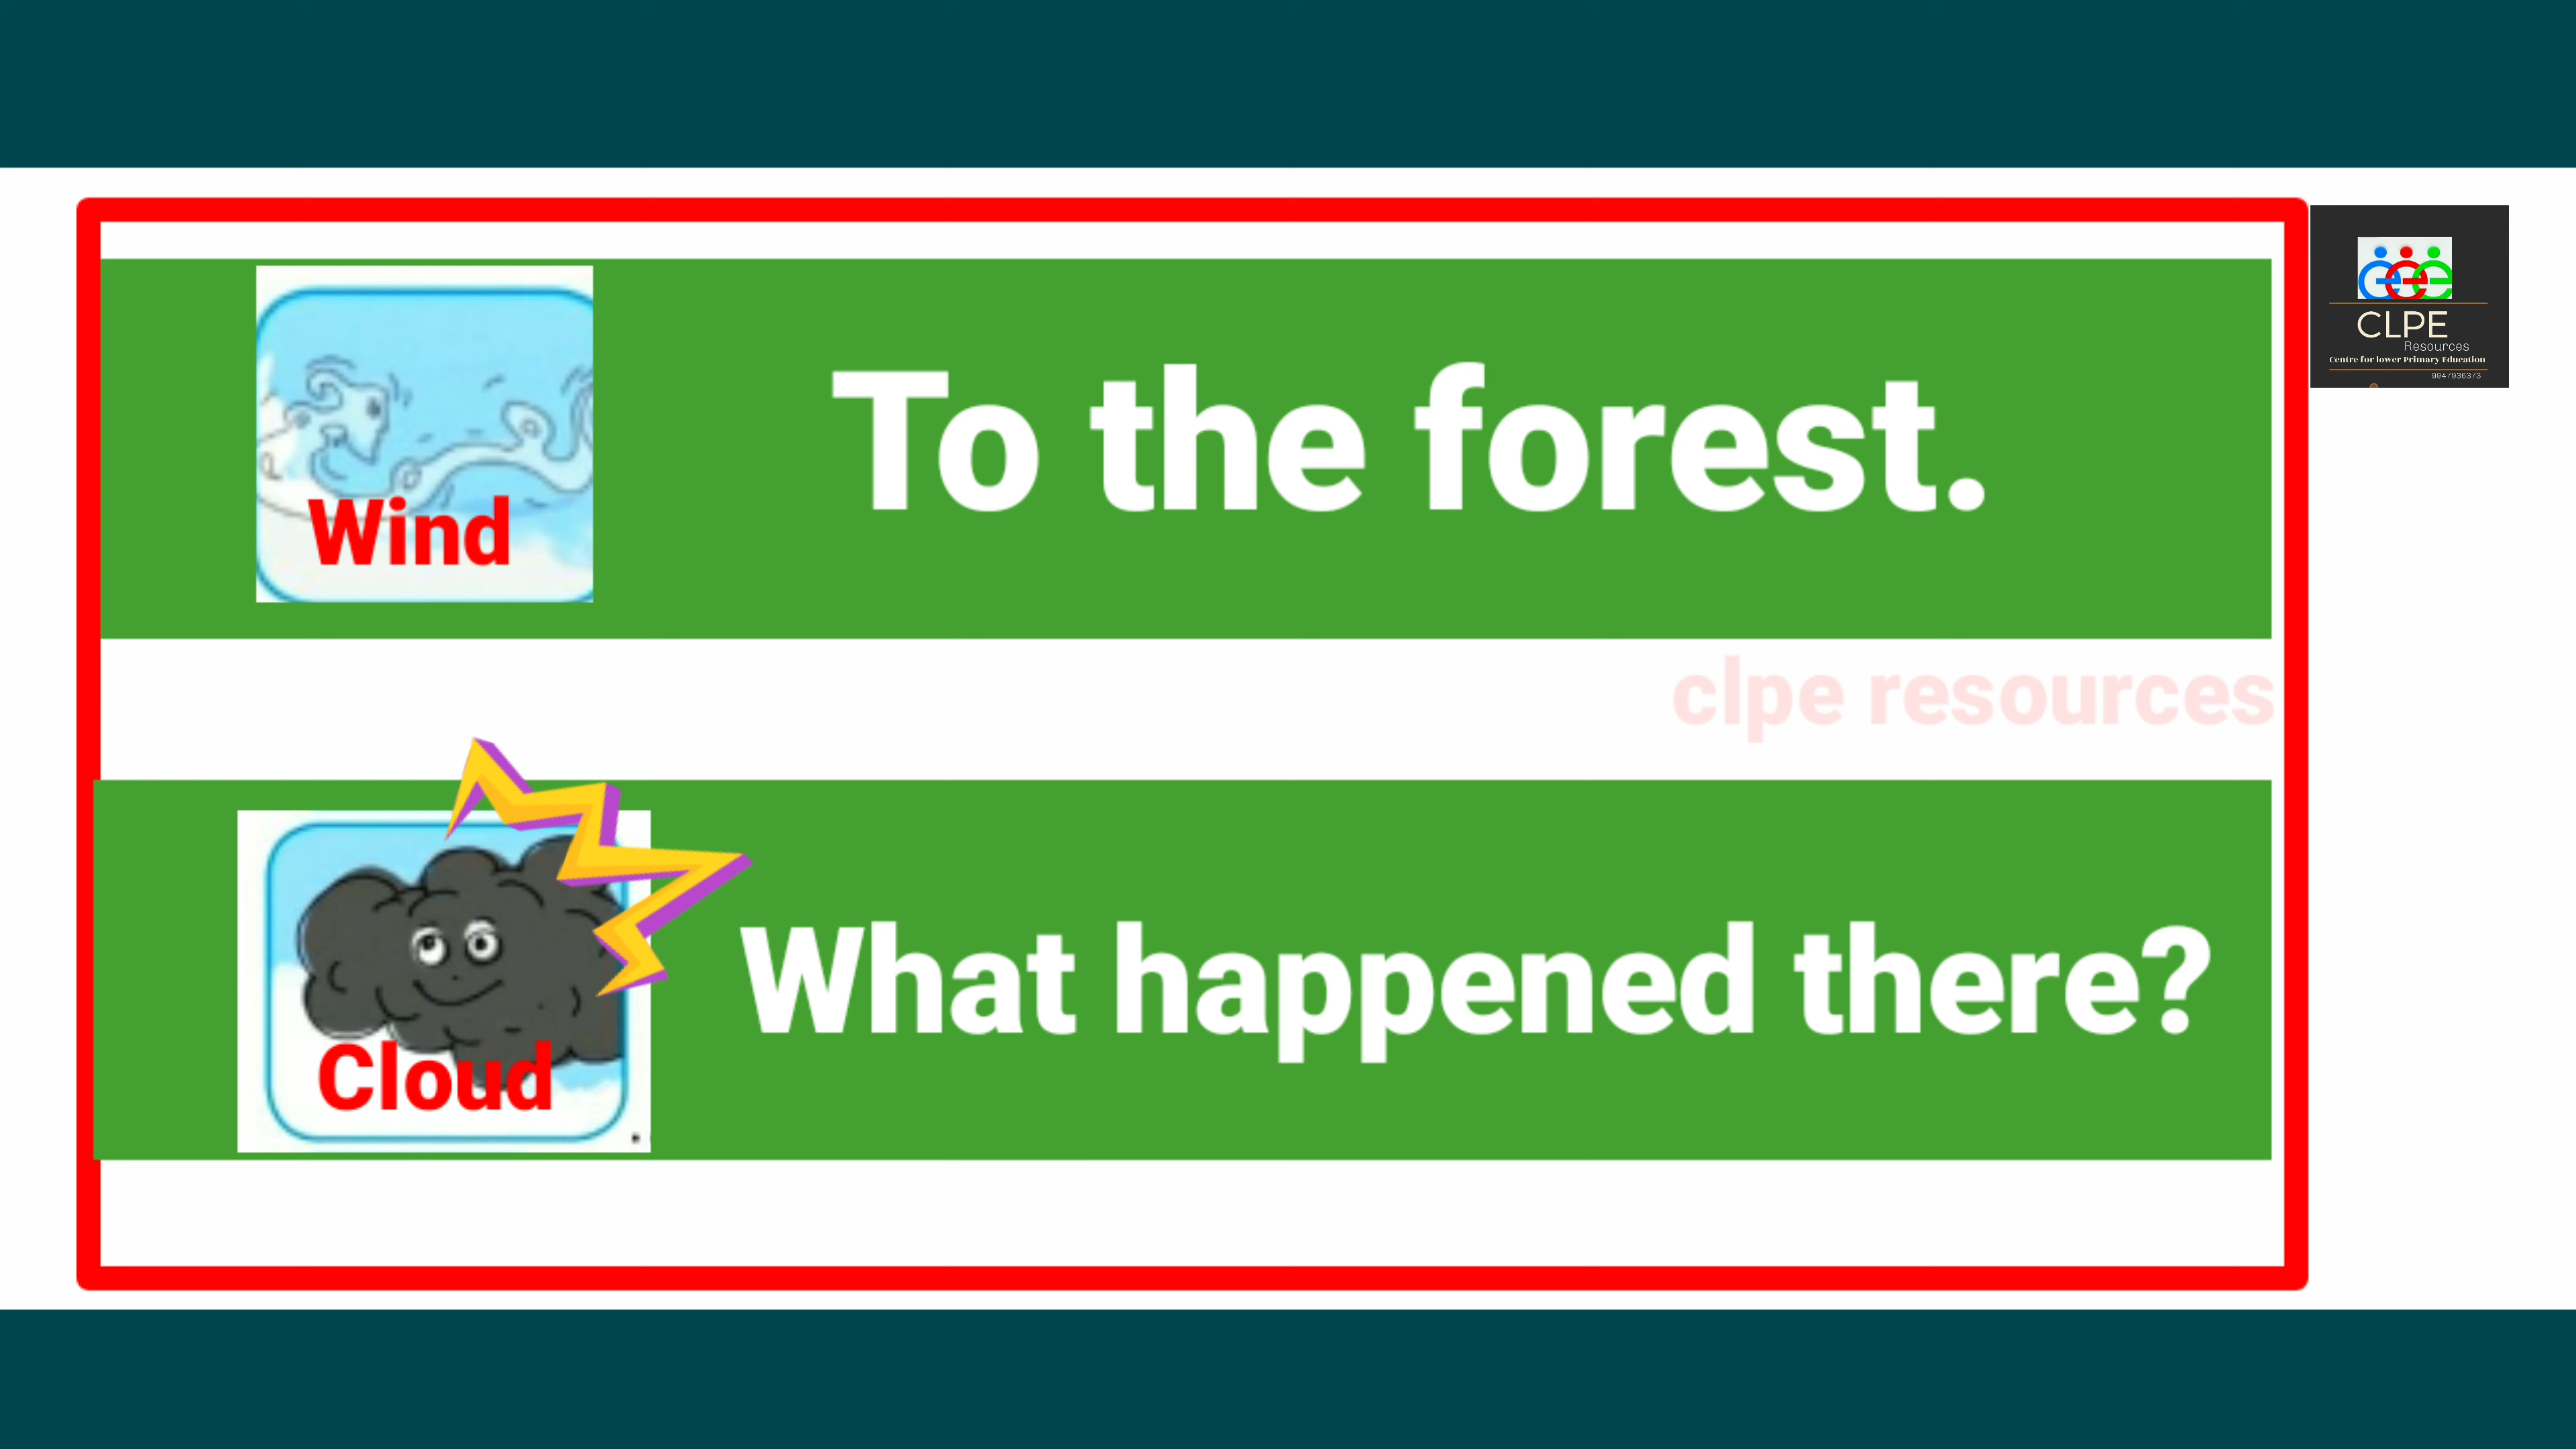 To the forest.
Wind
clpe resources
What happened there?
Cloud
CLPE
Resources
Centre for lower Primary Education